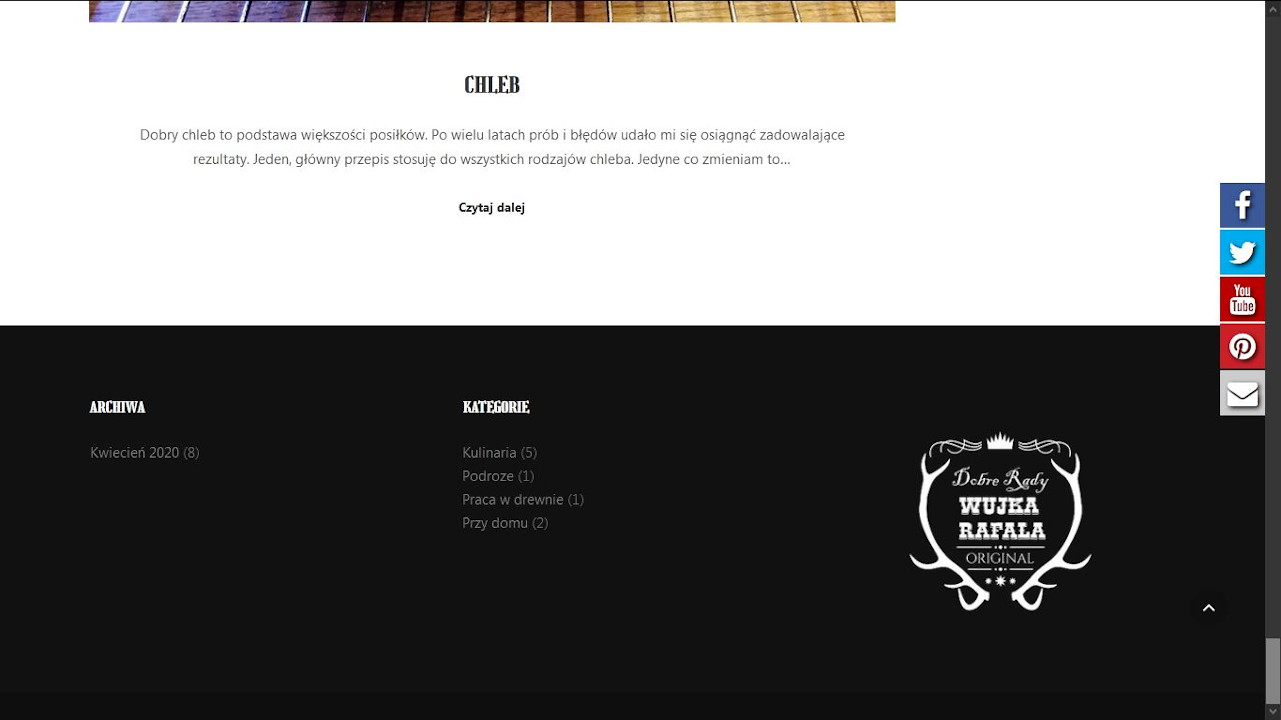 CHLEB
Dobry chleb to podstawa większości posiłków. Po wielu latach prób i błędów udało mi się osiągnąć zadowalające
rezultaty. Jeden, główny przepis stosuję do wszystkich rodzajów chleba. Jedyne co zmieniam to...
Czytaj dalej
You
Tube
ARCHIWA
Kwiecień 2020 (8)
KATEGORIE
Kulinaria (5)
Podroze (1)
Praca w drewnie (1)
Przy domu (2)
Dobre Rady
WUJKA
RAFAŁA
ORIGINAL